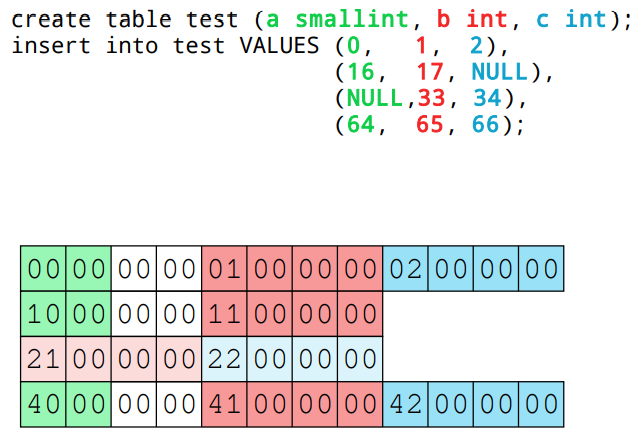 create table test (a smallint, b int, c int);
insert into test VALUES (0, 1, 2),
(16, 17, NULL),
(NULL,33, 34),
(64, 65, 66);
00 00 00 00 01 00 00 00 02 00 00 00
10 00 00 00 11 00 00 00
21 00 00 00 22 00 00 00
40 00 00 00 41 00 00 00 42 00 00 00